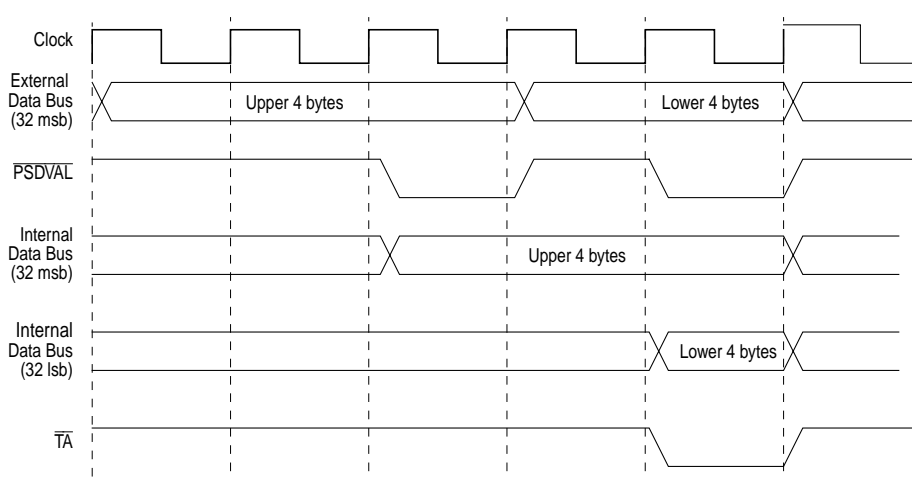 Clock
External
Data Bus
(32 msb)
Upper 4 bytes
Lower 4 bytes
PSDVAL
Internal
Data Bus
(32 msb)
Upper 4 bytes
Internal
Data Bus
(32 lsb)
Lower 4 bytes
TA